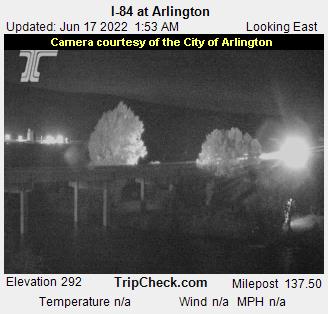 I-84 at Arlington
Updated: Jun 17 2022 1:53 AM Looking East
Camera courtesy of the City of Arlington
Elevation 292 TripCheck.com Milepost 137.50
Temperature n/a Wind n/a MPH n/a